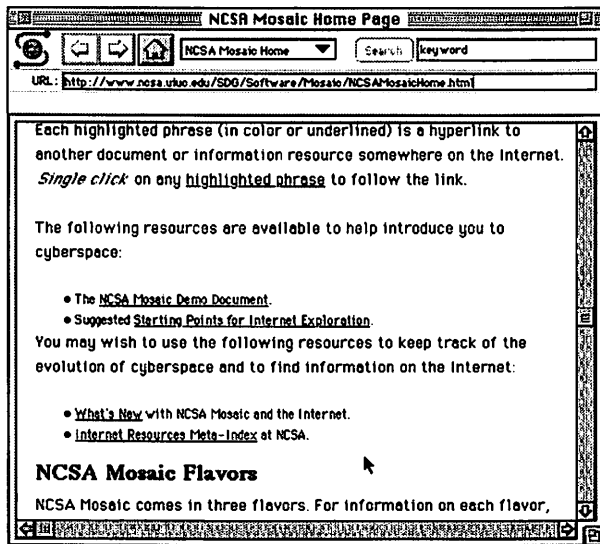 NCSA Mosaic Home Page
NCSA Mosaic Home
Search
keyword
URL: http://www.ncsa.uiuc.edu/SDG/Software/Mosaic/NCSAMosaicHome.html
Each highlighted phrase (in color or underlined) is a hyperlink to
another document or information resource somewhere on the Internet.
Single click on any highlighted phrase to follow the link.
The following resources are available to help introduce you to
cyberspace:
• The NCSA Mosaic Demo Document.
• Suggested Starting Points for Internet Exploration.
You may wish to use the following resources to keep track of the
evolution of cyberspace and to find information on the Internet:
• What's New with NCSA Mosaic and the Internet.
• Internet Resources Meta-Index at NCSA.
NCSA Mosaic Flavors
NCSA Mosaic comes in three flavors. For information on each flavor,